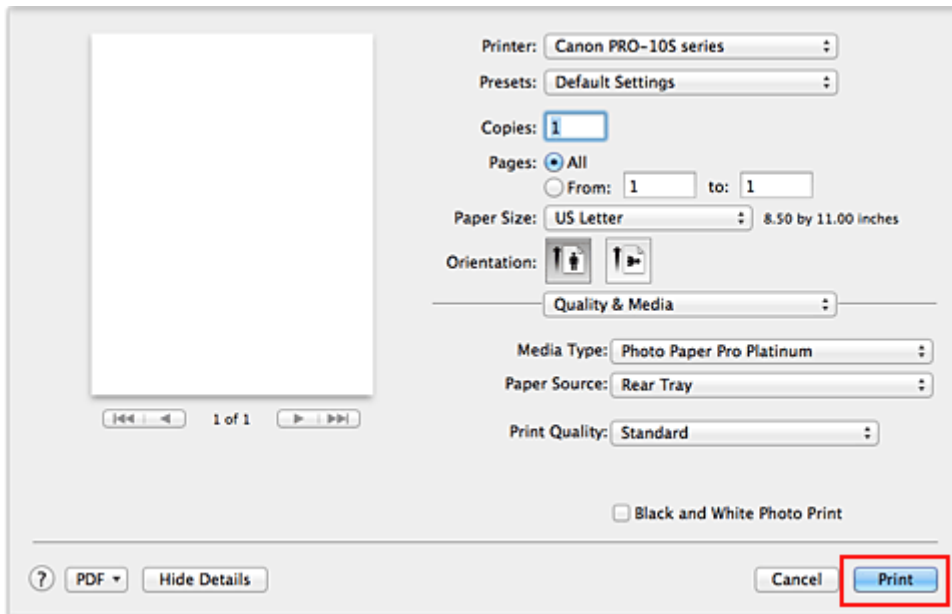 Printer: Canon PRO-10S series
Presets: Default Settings
Copies: 1
Pages: All
From: 1 to: 1
Paper Size: US Letter 8.50 by 11.00 inches
Orientation:
Quality & Media
Media Type: Photo Paper Pro Platinum
Paper Source: Rear Tray
1 of 1
Print Quality: Standard
Black and White Photo Print
? PDF Hide Details Cancel Print